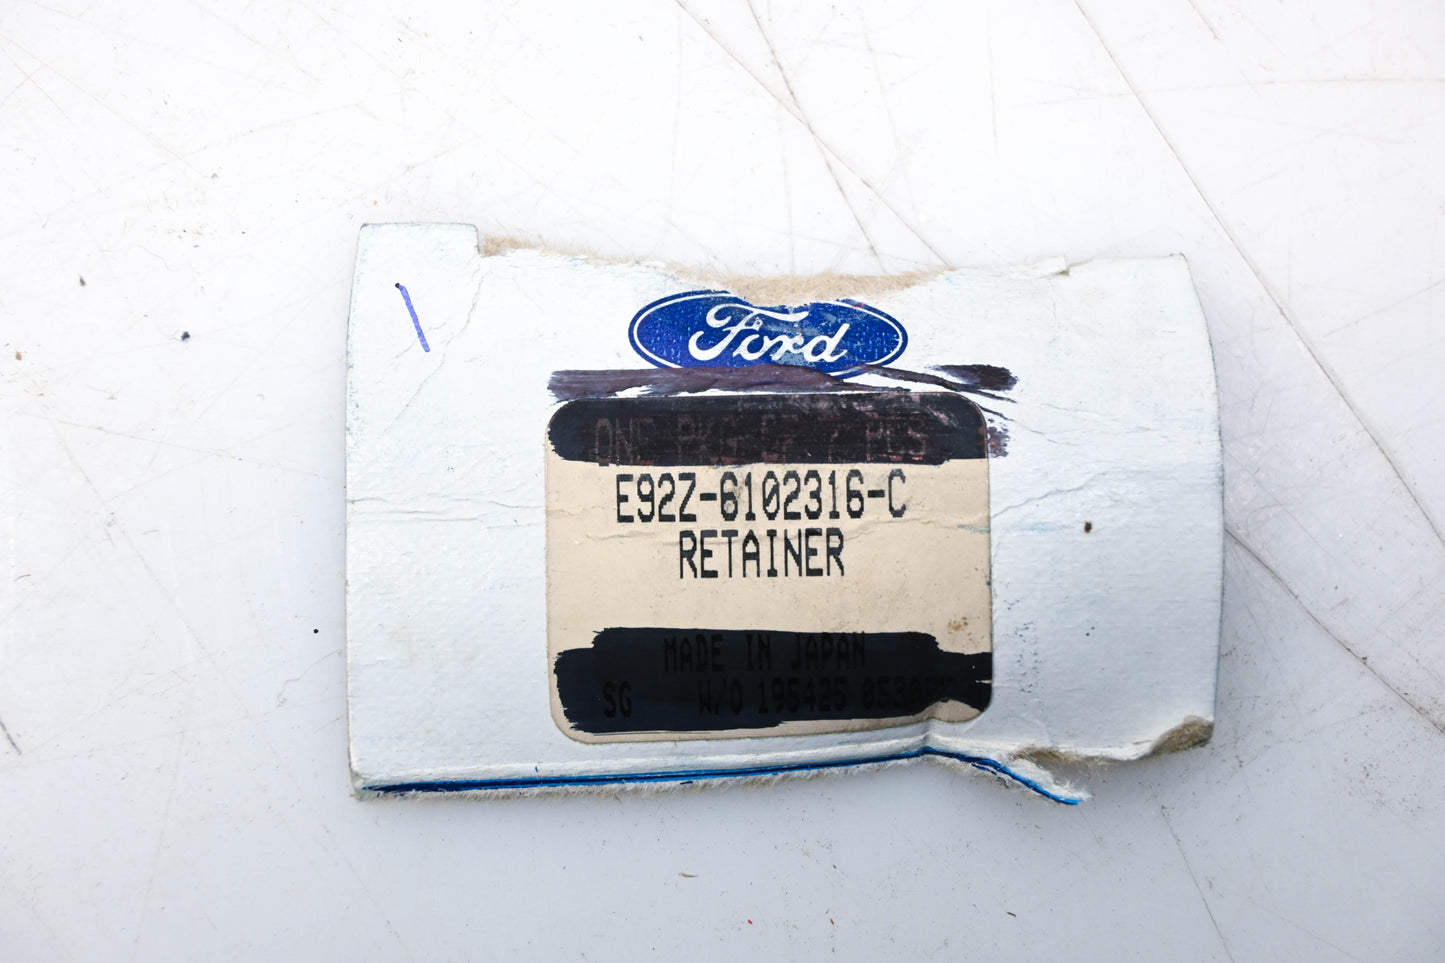 Ford
ONE PKG OF 2 PCS
E92Z-6102316-C
RETAINER
MADE IN JAPAN
SG W/O 195425